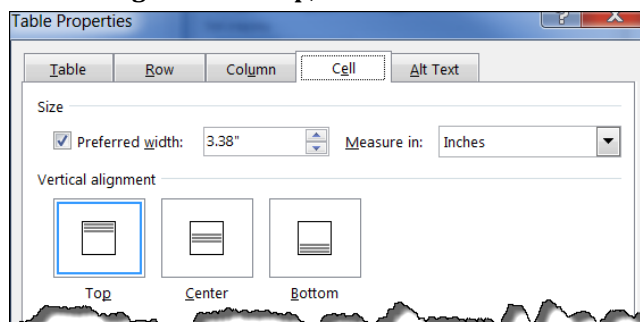 Table Properties
Table Row Column Cell Alt Text
Size
Preferred width: 3.38" Measure in: Inches
Vertical alignment
Top Center Bottom